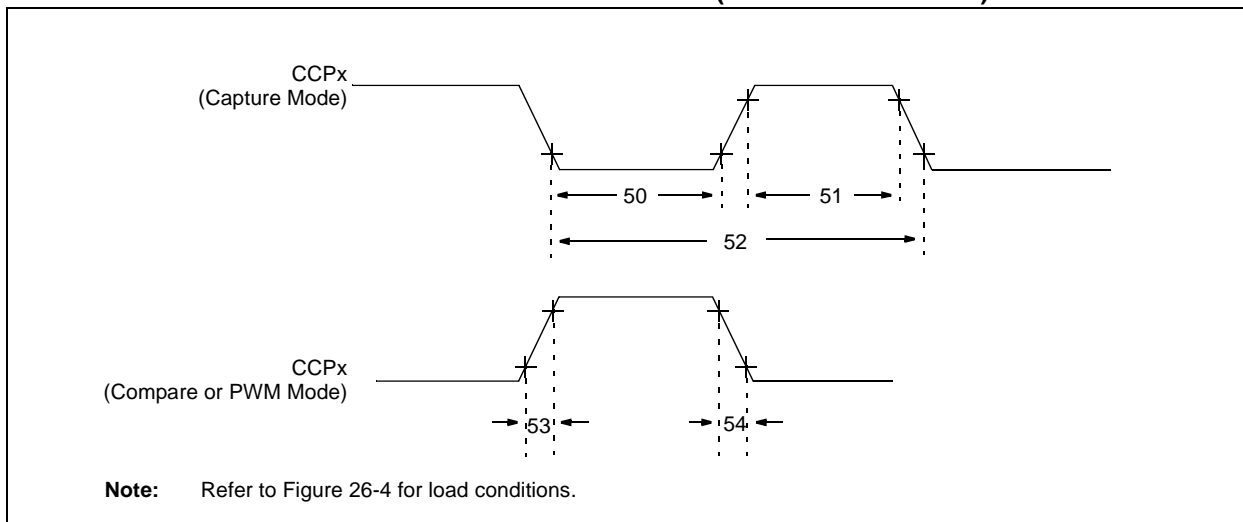 CCPx
(Capture Mode)
50
51
52
CCPx
(Compare or PWM Mode)
53
54
Note: Refer to Figure 26-4 for load conditions.